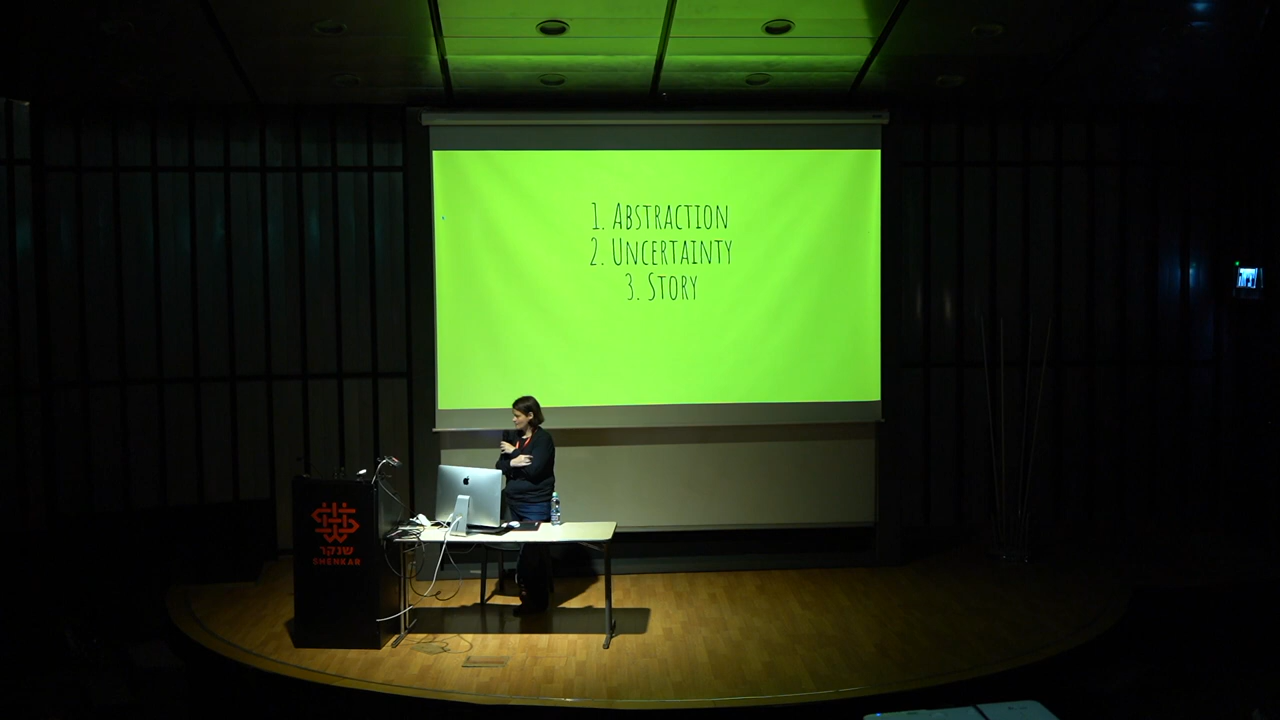 1. Abstraction
2. Uncertainty
3. Story
שנקר
SHENKAR